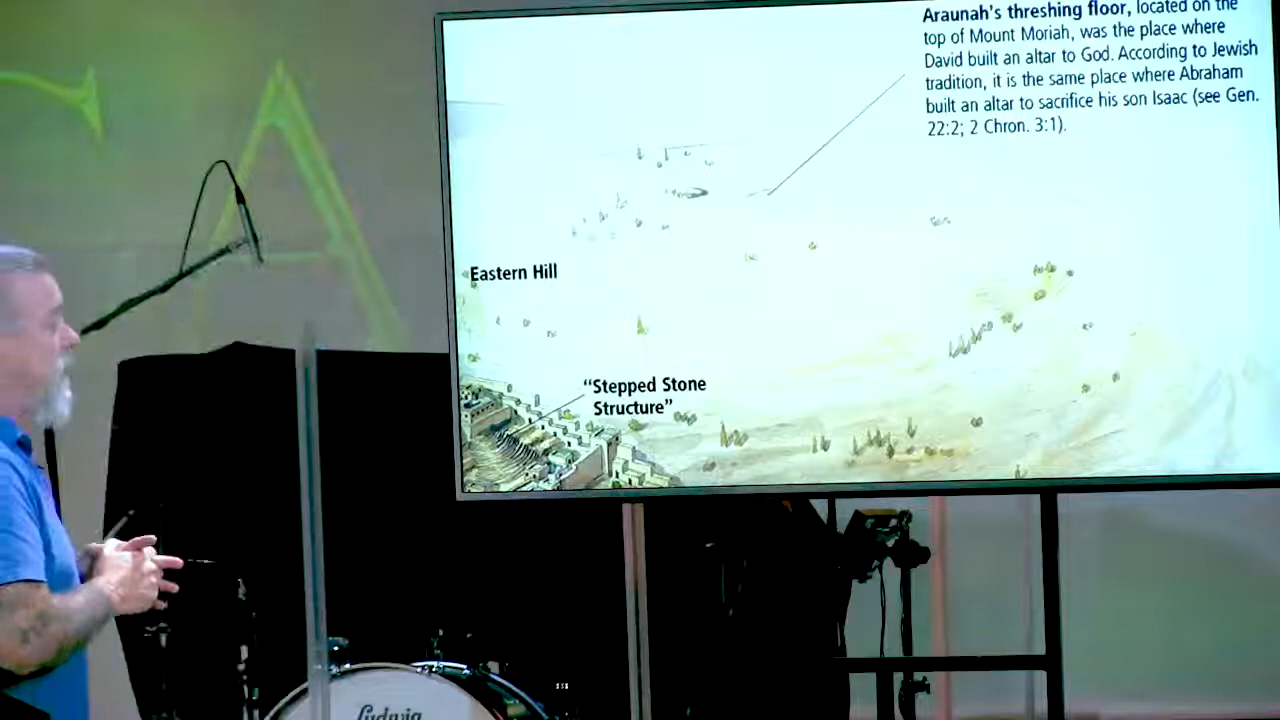 CA
Araunah's threshing floor, located on the
top of Mount Moriah, was the place where
David built an altar to God. According to Jewish
tradition, it is the same place where Abraham
built an altar to sacrifice his son Isaac (see Gen.
22:2; 2 Chron. 3:1).
Eastern Hill
"Stepped Stone
Structure"
Ludwig